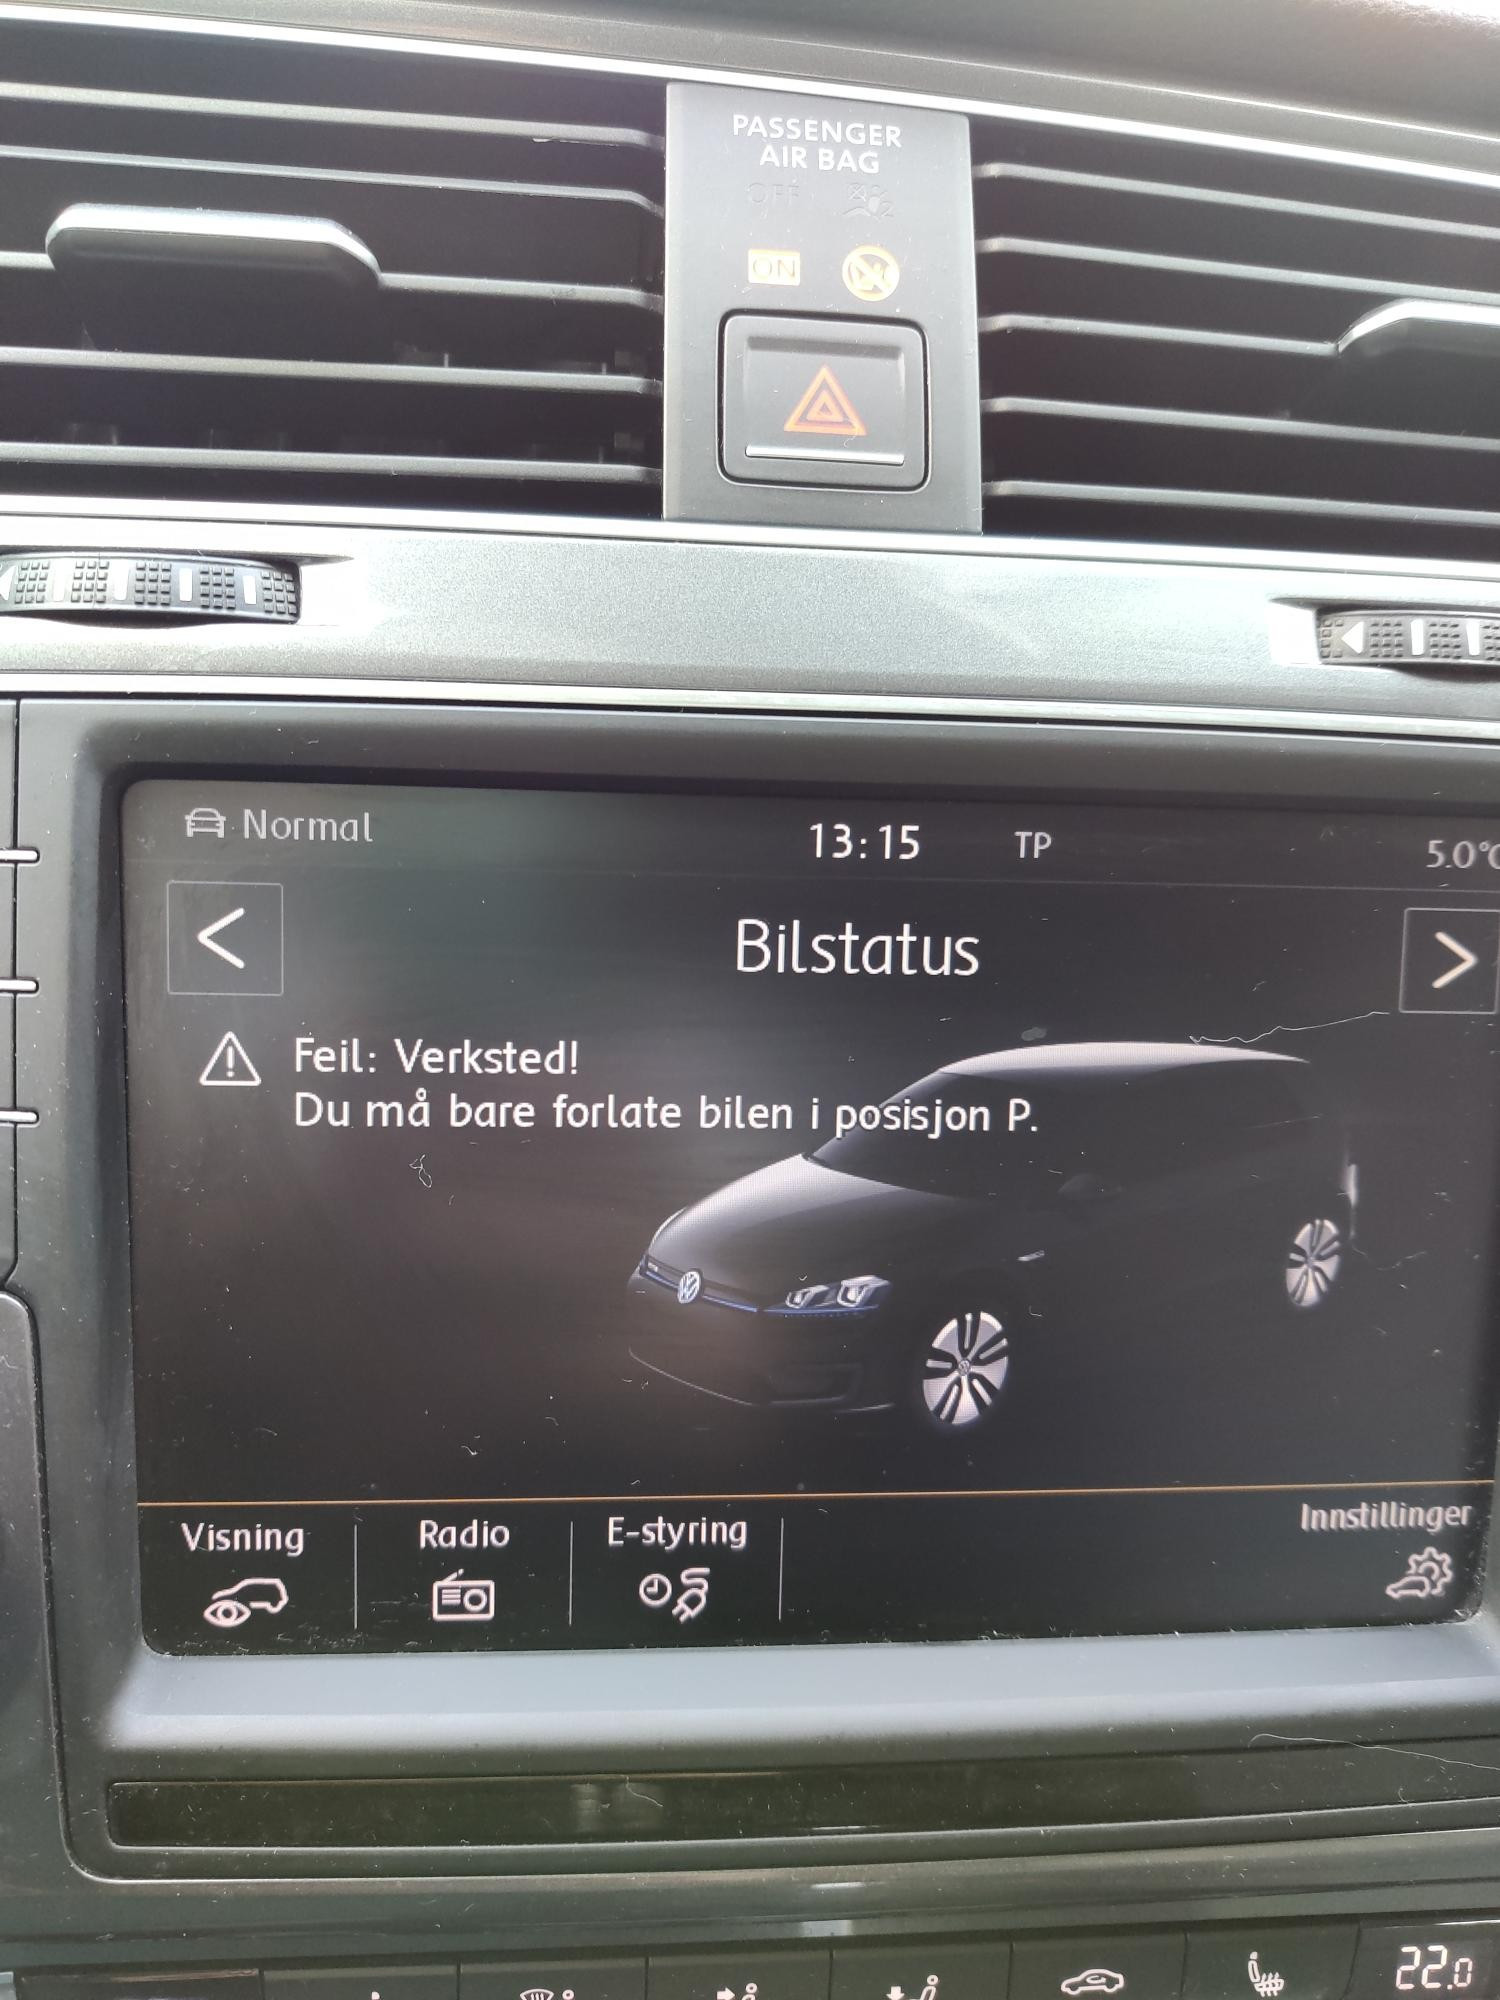 PASSENGER
AIR BAG
OFF
ON
Normal 13:15 TP 5.0°C
Bilstatus
Feil: Verksted!
Du må bare forlate bilen i posisjon P.
Visning Radio E-styring Innstillinger
22.0